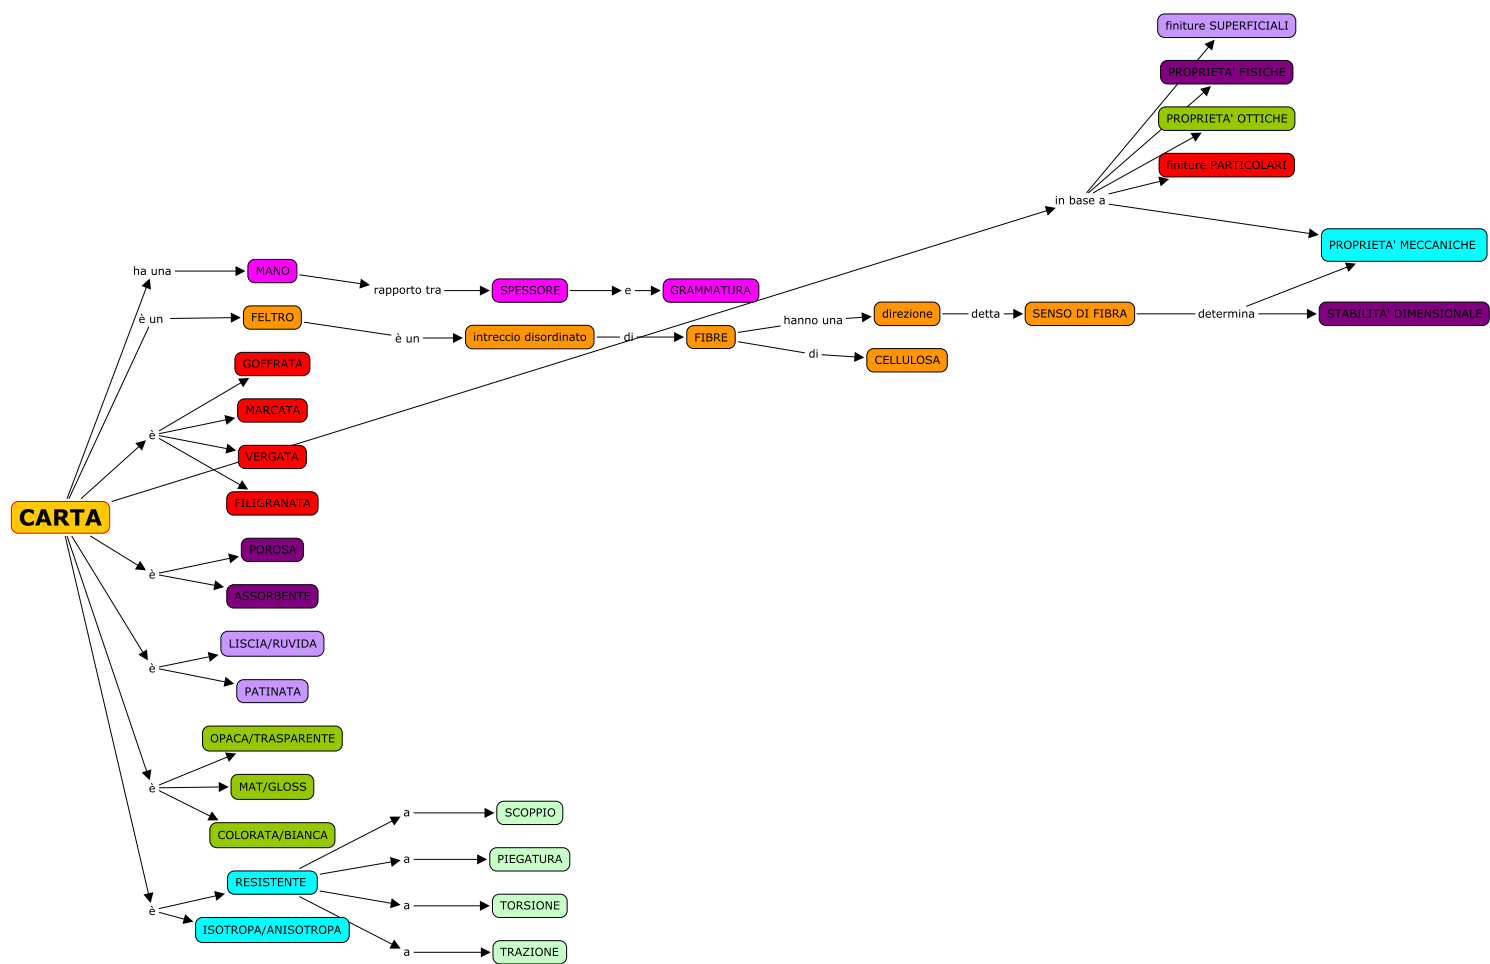 finiture SUPERFICIALI
PROPRIETA' FISICHE
PROPRIETA' OTTICHE
finiture PARTICOLARI
in base a
PROPRIETA' MECCANICHE
ha una
MANO
rapporto tra
SPESSORE
e
GRAMMATURA
è un
FELTRO
è un
intreccio disordinato
di
FIBRE
hanno una
direzione
detta
SENSO DI FIBRA
determina
STABILITA' DIMENSIONALE
di
CELLULOSA
GOFFRATA
MARCATA
è
VERGATA
FILIGRANATA
CARTA
POROSA
è
ASSORBENTE
LISCIA/RUVIDA
è
PATINATA
OPACA/TRASPARENTE
è
MAT/GLOSS
COLORATA/BIANCA
a
SCOPPIO
a
PIEGATURA
RESISTENTE
è
a
TORSIONE
ISOTROPA/ANISOTROPA
a
TRAZIONE